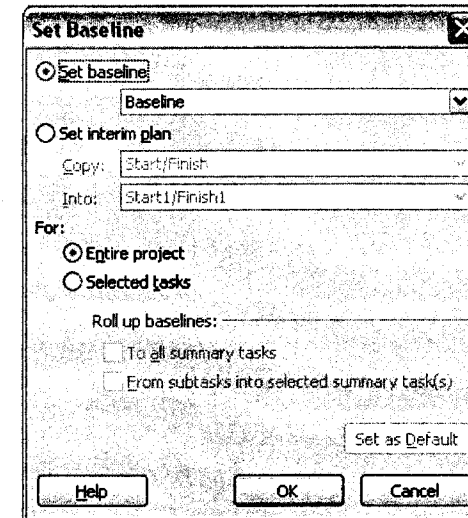 Set Baseline
Set baseline
Baseline
Set interim plan
Copy: Start/Finish
Into: Start1/Finish1
For:
Entire project
Selected tasks
Roll up baselines:
To all summary tasks
From subtasks into selected summary task(s)
Set as Default
Help OK Cancel